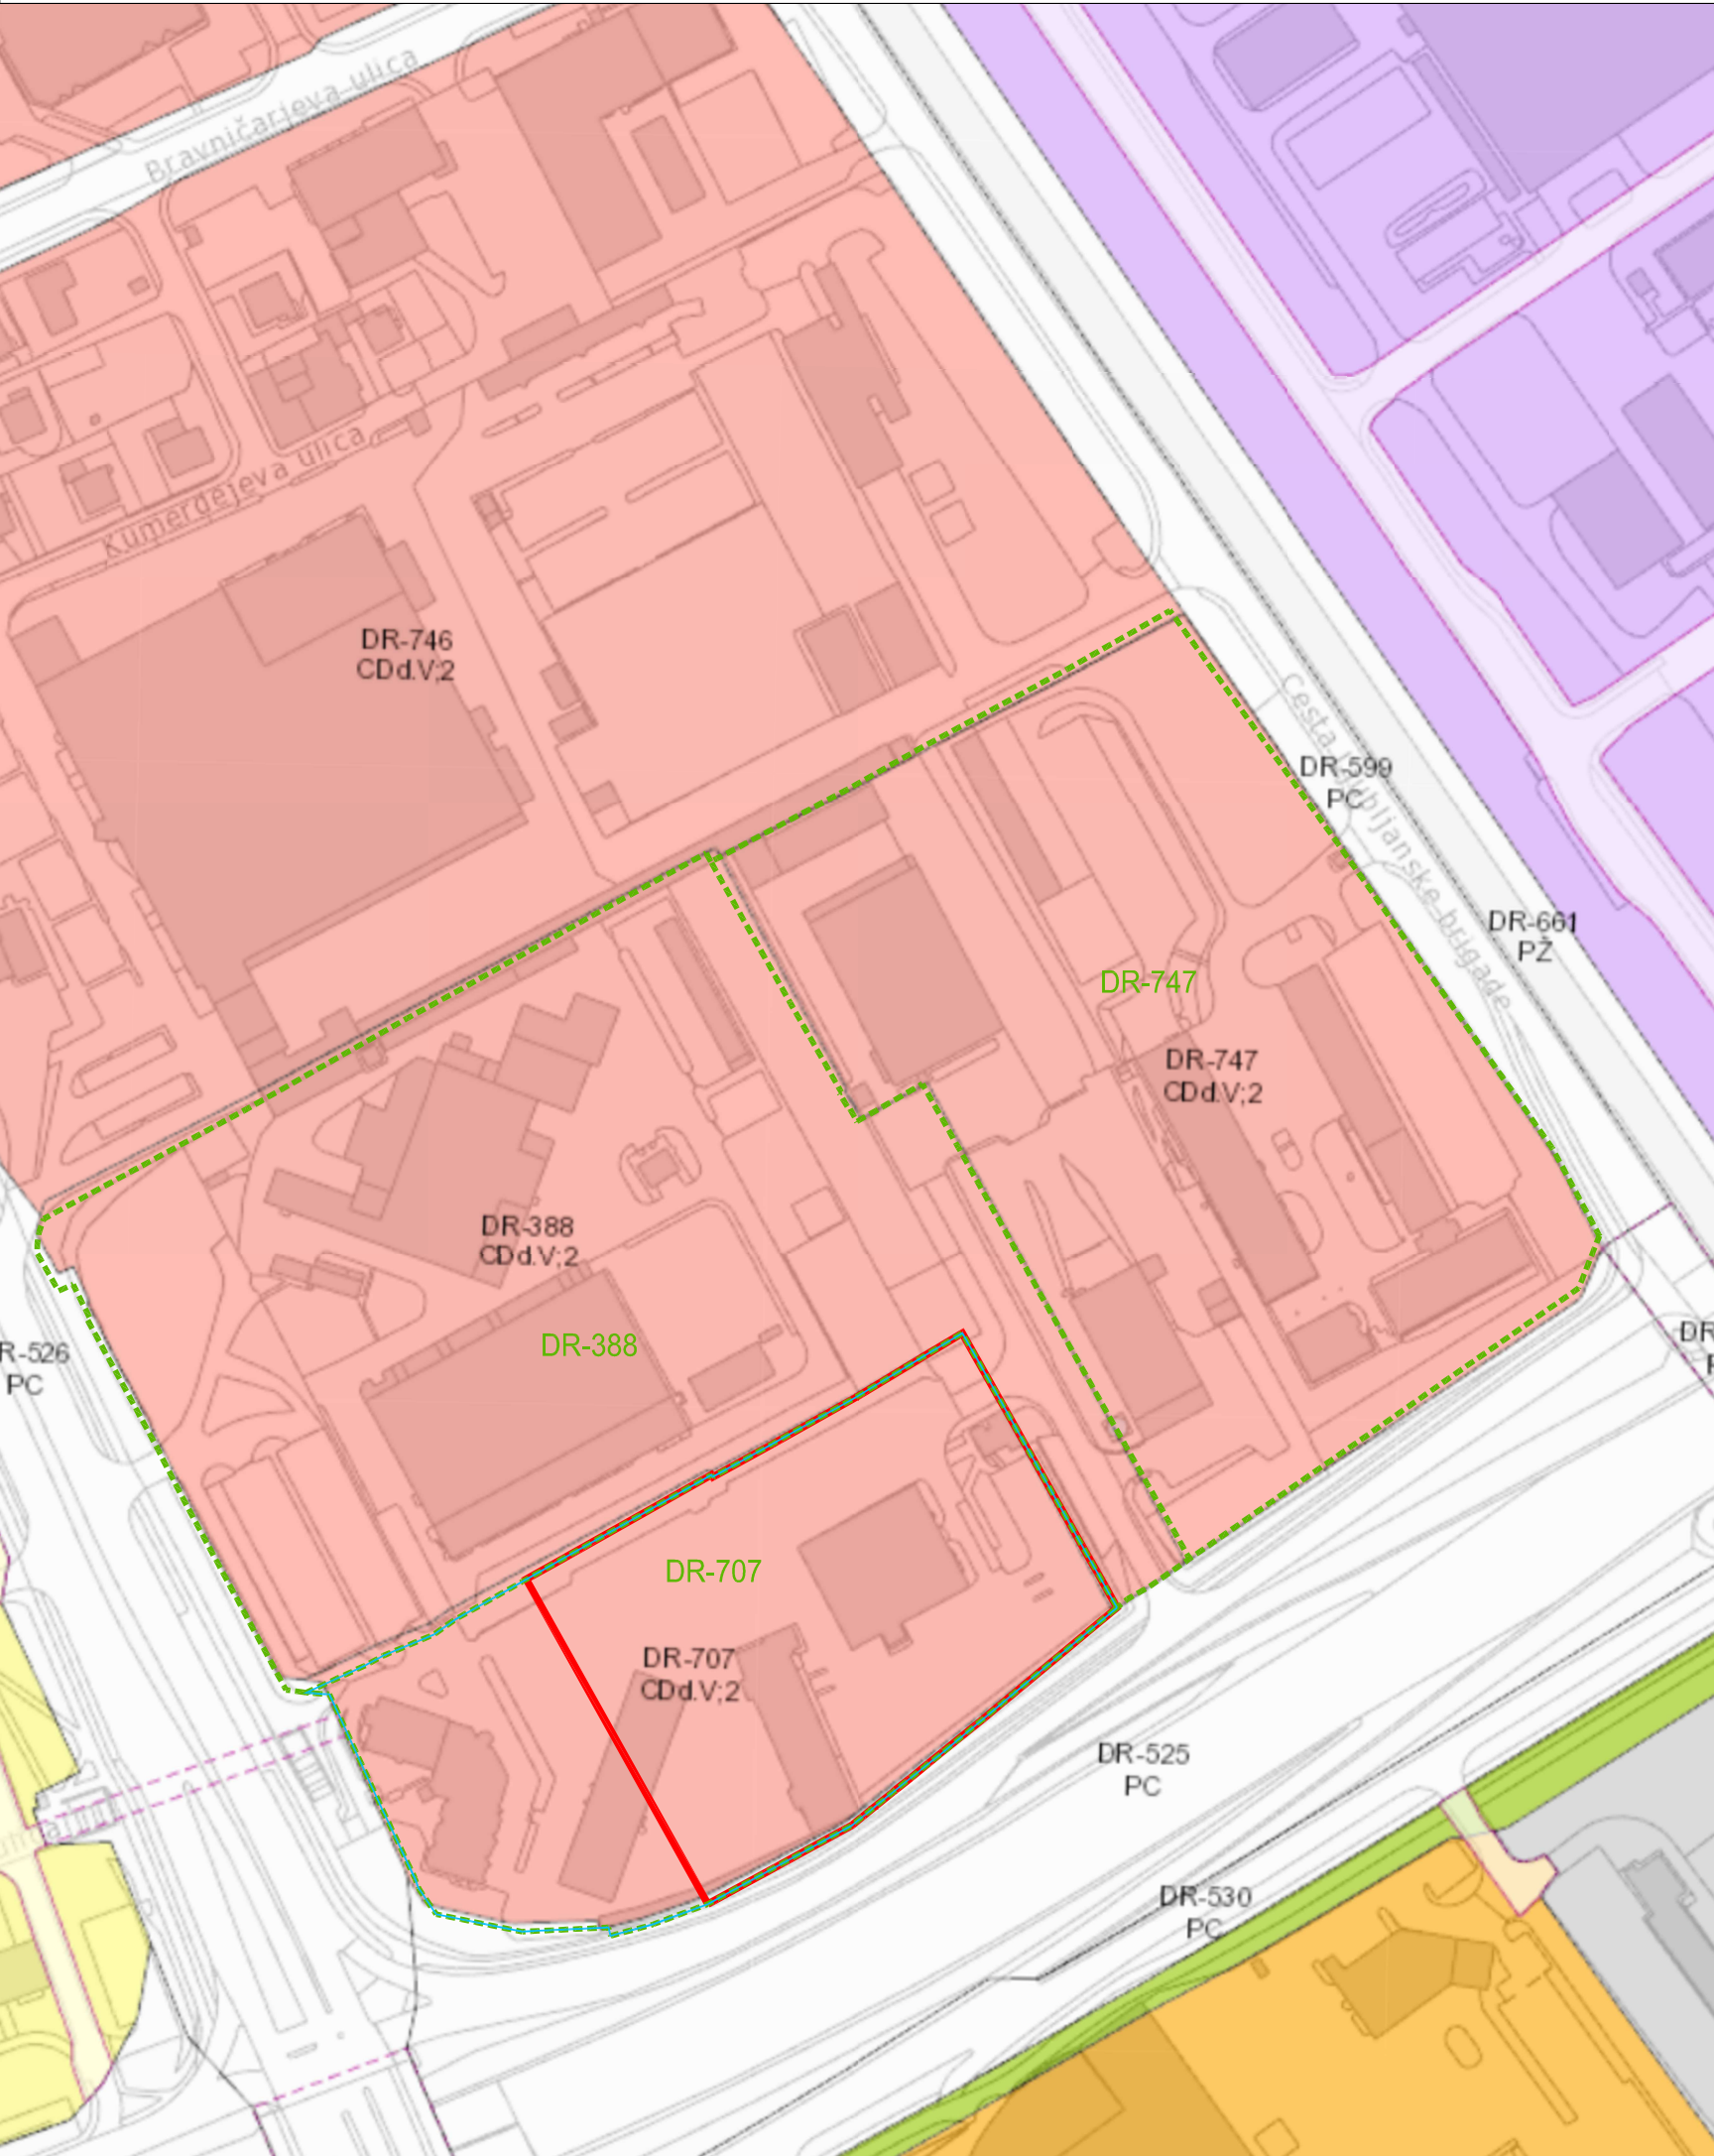 Bravničarjeva ulica
Kumerdejeva ulica
DR-746
CDd.V;2
Cesta Ljubljanske brigade
DR-599
PC
DR-661
PŽ
DR-747
DR-747
CDd.V;2
DR-388
CDd.V;2
DR-388
R-526
PC
DR
DR-707
DR-707
CDd.V;2
DR-525
PC
DR-530
PC